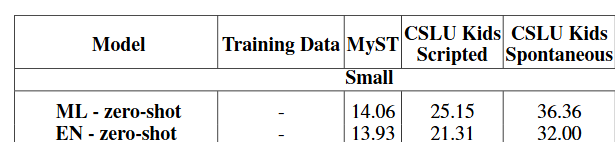 Model Training Data MyST CSLU Kids Scripted CSLU Kids Spontaneous
Small
ML - zero-shot - 14.06 25.15 36.36
EN - zero-shot - 13.93 21.31 32.00